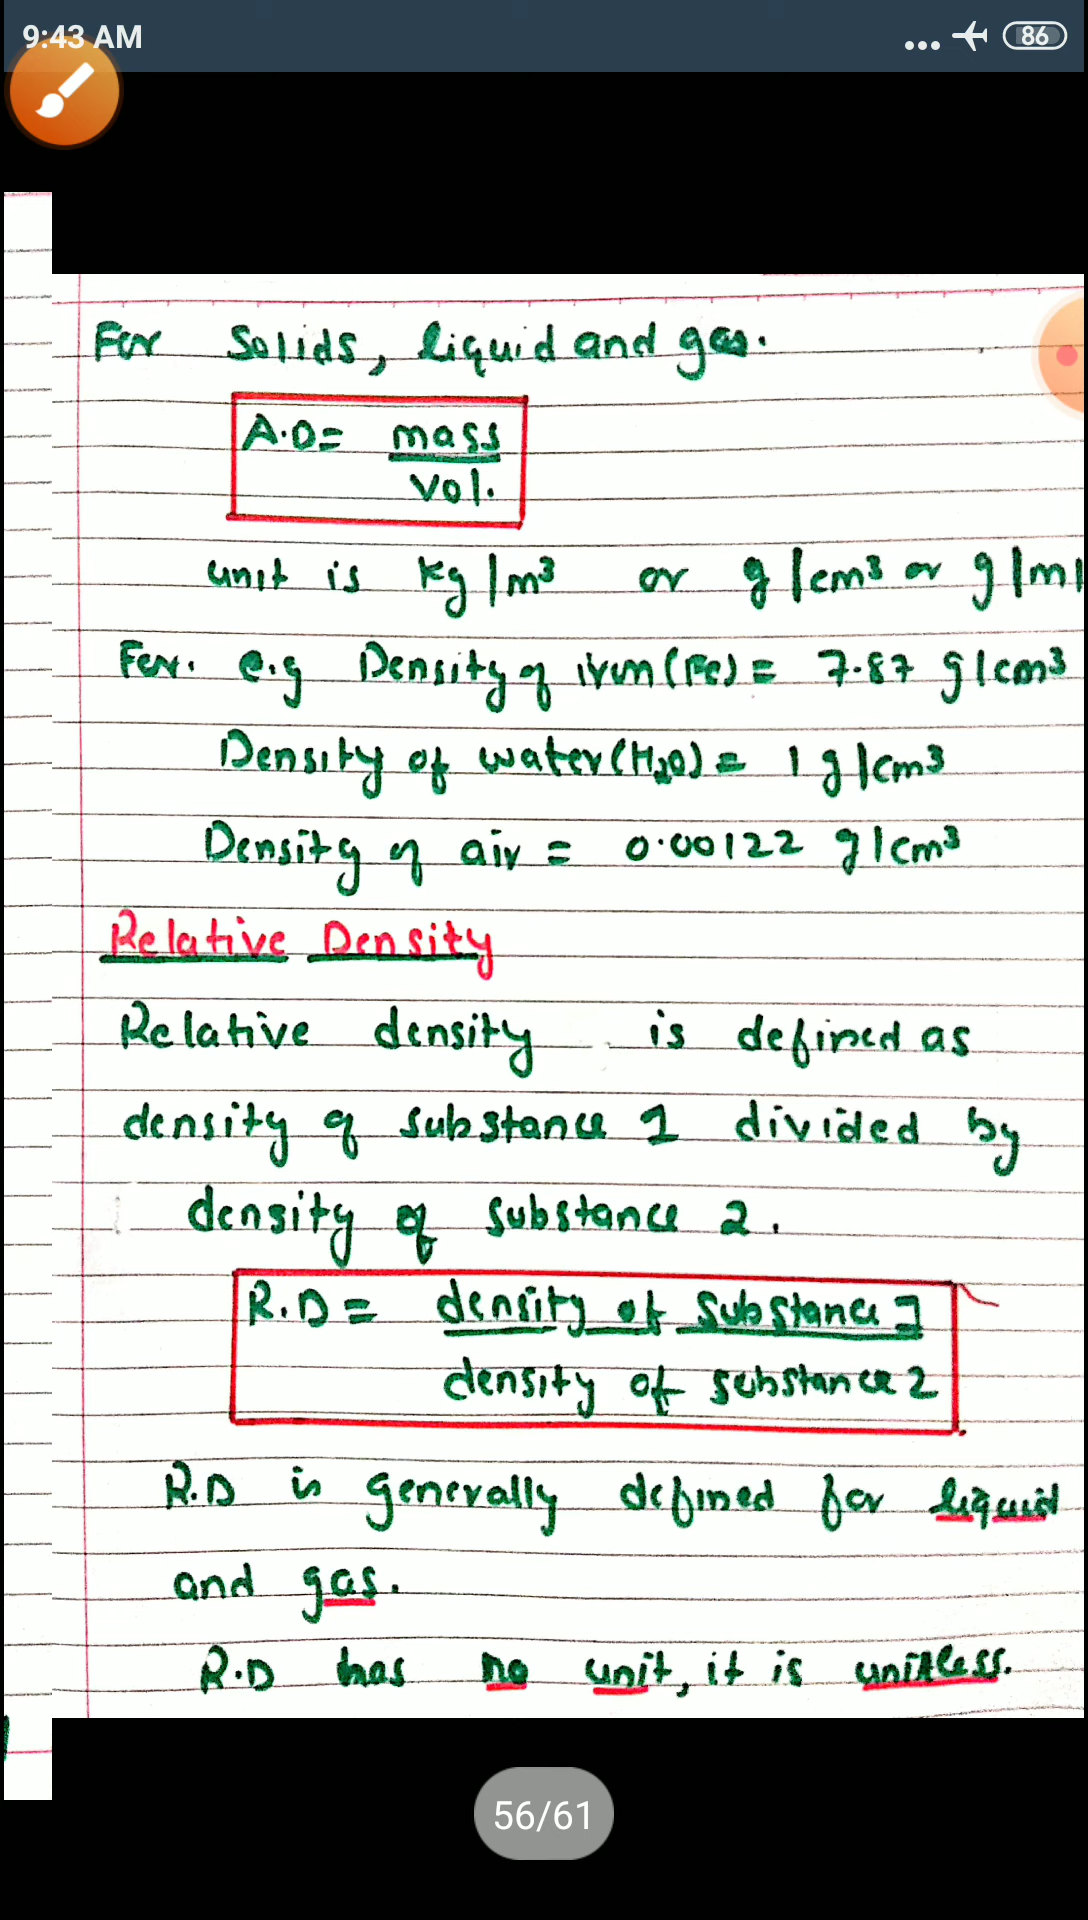 9:43 AM
86
For Solids, liquid and gas.
A.D = mass
vol.
unit is kg/m³ or g/cm³ or g/ml
For. e.g Density of iron (Fe) = 7.87 g/cm³
Density of water (H₂O) = 1 g/cm³
Density of air = 0.00122 g/cm³
Relative Density
Relative density is defined as
density of substance 1 divided by
density of substance 2.
R.D = density of substance 1
density of substance 2
R.D is generally defined for liquid
and gas.
R.D has no unit, it is unitless.
56/61